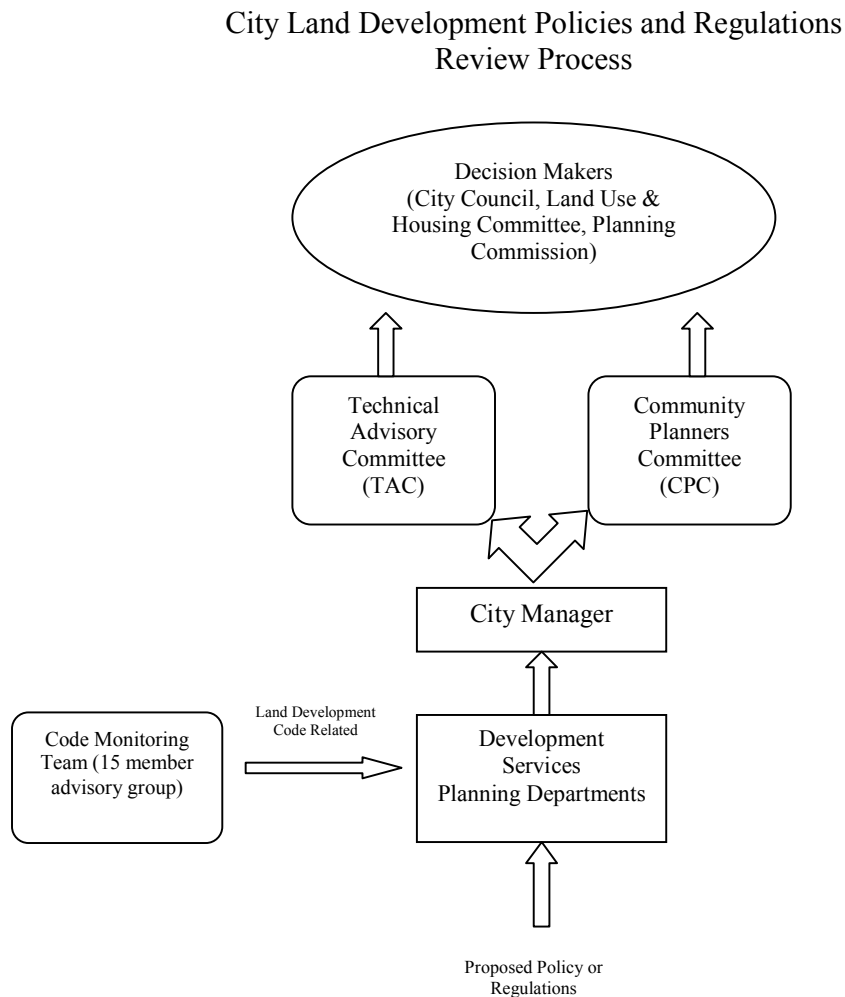 City Land Development Policies and Regulations
Review Process
Decision Makers
(City Council, Land Use &
Housing Committee, Planning
Commission)
Technical
Advisory
Committee
(TAC)
Community
Planners
Committee
(CPC)
City Manager
Land Development
Code Related
Code Monitoring
Team (15 member
advisory group)
Development
Services
Planning Departments
Proposed Policy or
Regulations